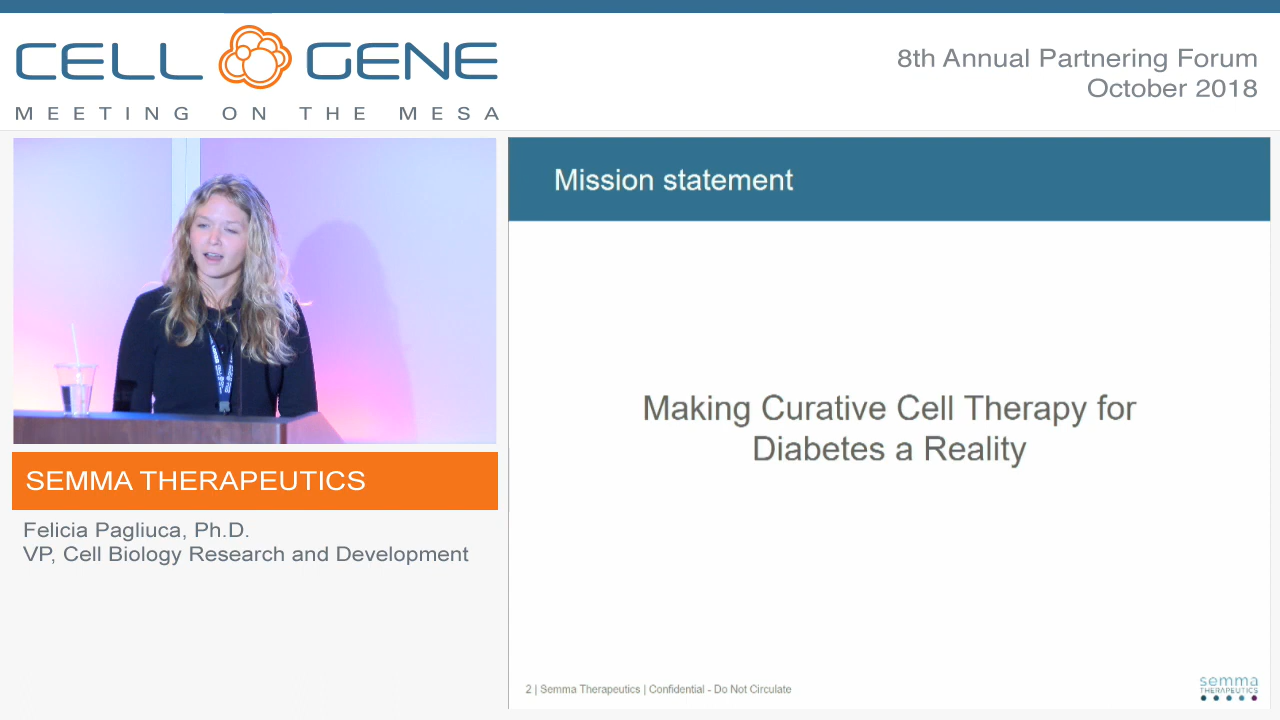 CELL GENE
MEETING ON THE MESA
8th Annual Partnering Forum
October 2018
SEMMA THERAPEUTICS
Felicia Pagliuca, Ph.D.
VP, Cell Biology Research and Development
Mission statement
Making Curative Cell Therapy for
Diabetes a Reality
2 | Semma Therapeutics | Confidential - Do Not Circulate
semma
THERAPEUTICS